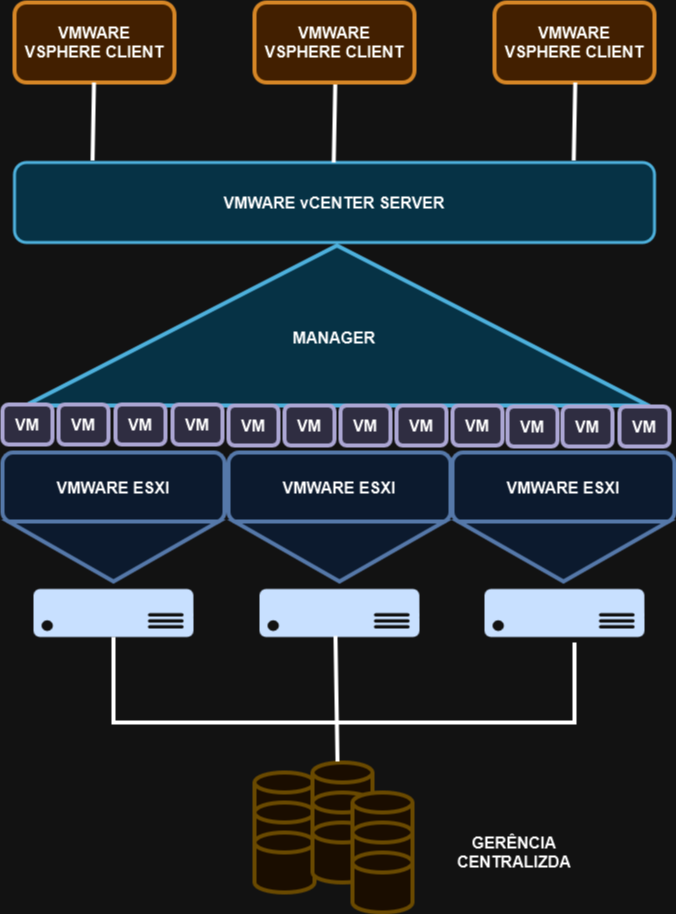 VMWARE
VSPHERE CLIENT
VMWARE
VSPHERE CLIENT
VMWARE
VSPHERE CLIENT
VMWARE vCENTER SERVER
MANAGER
VM VM VM VM VM VM VM VM VM VM VM VM
VMWARE ESXI VMWARE ESXI VMWARE ESXI
GERÊNCIA
CENTRALIZDA